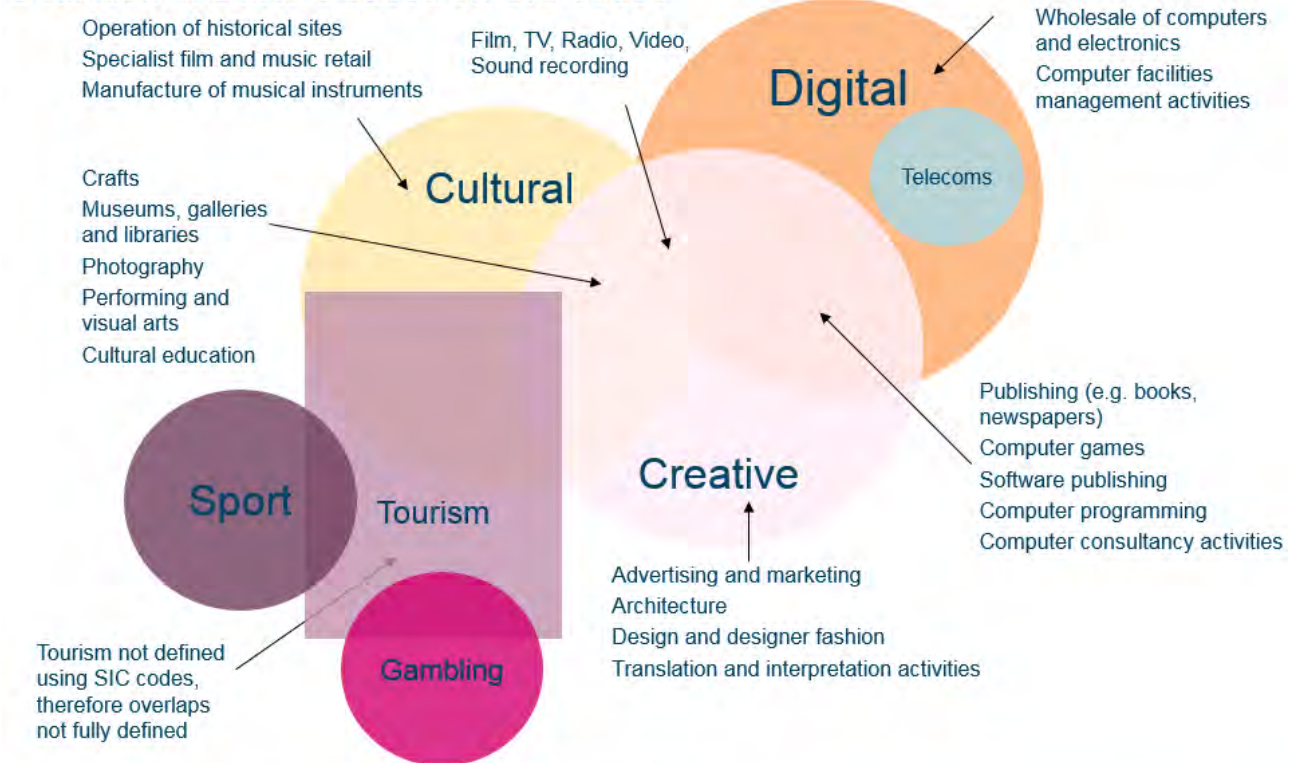 Operation of historical sites
Specialist film and music retail
Manufacture of musical instruments
Film, TV, Radio, Video,
Sound recording
Digital
Wholesale of computers
and electronics
Computer facilities
management activities
Telecoms
Cultural
Crafts
Museums, galleries
and libraries
Photography
Performing and
visual arts
Cultural education
Publishing (e.g. books,
newspapers)
Computer games
Software publishing
Computer programming
Computer consultancy activities
Creative
Sport
Tourism
Advertising and marketing
Architecture
Design and designer fashion
Translation and interpretation activities
Tourism not defined
using SIC codes,
therefore overlaps
not fully defined
Gambling